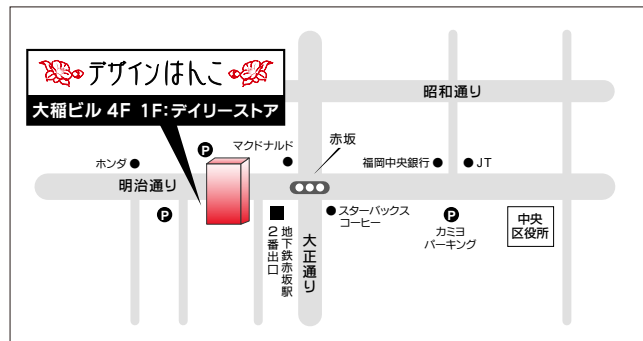 デザインはんこ
大稲ビル 4F 1F:デイリーストア
昭和通り
P
マクドナルド
赤坂
ホンダ
福岡中央銀行
JT
明治通り
P
地下鉄赤坂駅
2番出口
大正通り
スターバックス
コーヒー
P
カミヨ
パーキング
中央
区役所